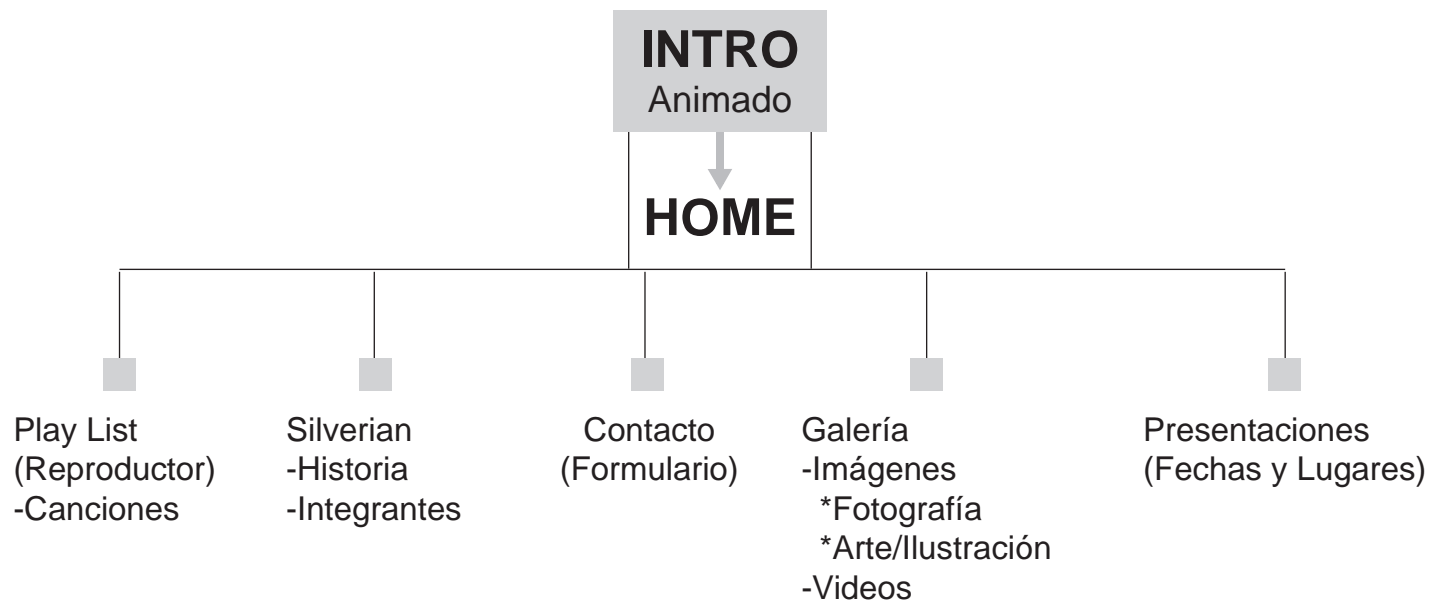 INTRO
Animado
HOME
Play List
(Reproductor)
-Canciones
Silverian
-Historia
-Integrantes
Contacto
(Formulario)
Galería
-Imágenes
*Fotografía
*Arte/Ilustración
-Videos
Presentaciones
(Fechas y Lugares)